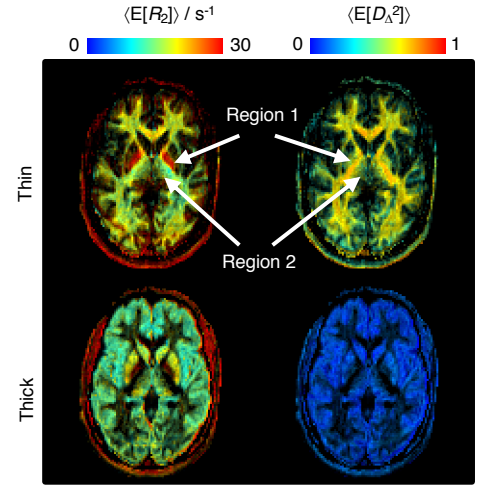 ⟨E[R₂]⟩ / s⁻¹
⟨E[D_Δ²]⟩
0 30
0 1
Thin
Region 1
Region 2
Thick